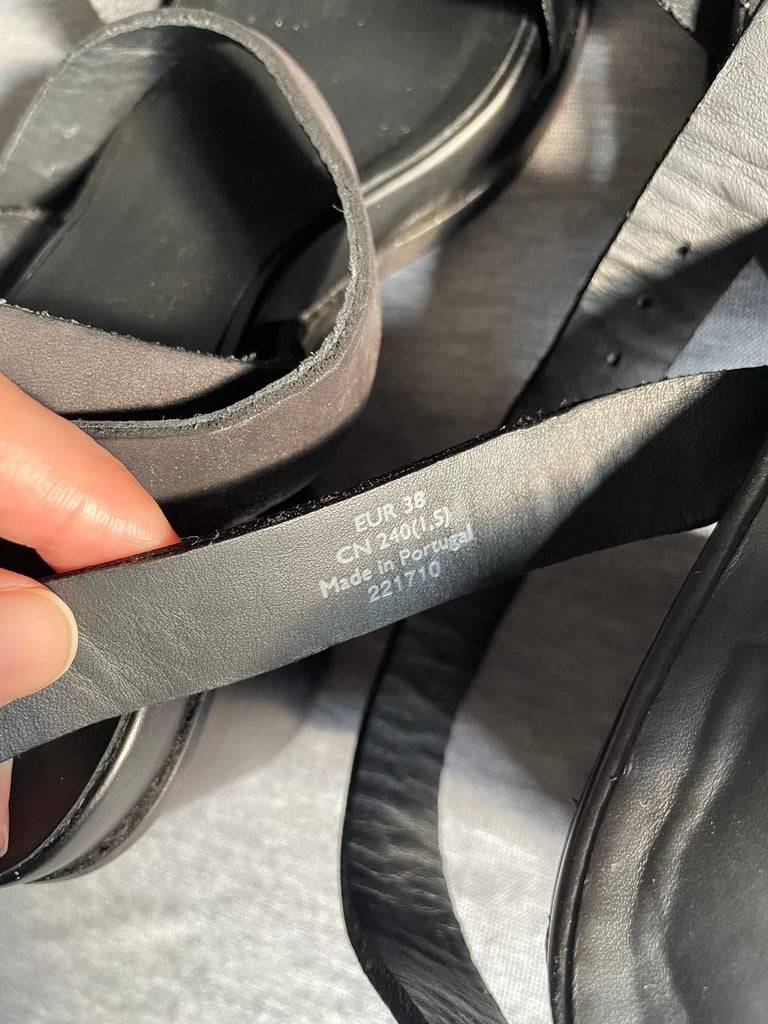 EUR 38
CN 240(1,5)
Made in Portugal
221710